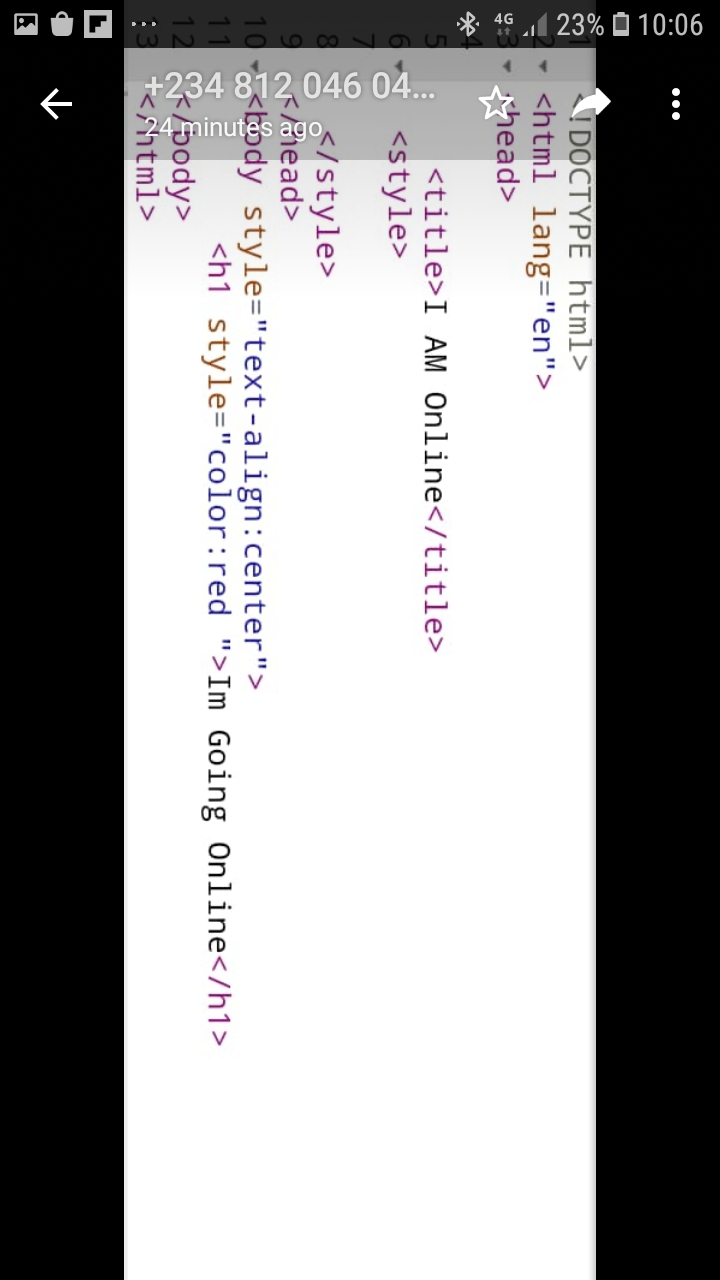 23% 10:06
4G
+234 812 046 04...
24 minutes ago
1 <!DOCTYPE html>
2 <html lang="en">
3 <head>
4
5 <title>I AM Online</title>
6 <style>
7
8 </style>
9 </head>
10 <body style="text-align:center">
11 <h1 style="color:red ">Im Going Online</h1>
12 </body>
13 </html>